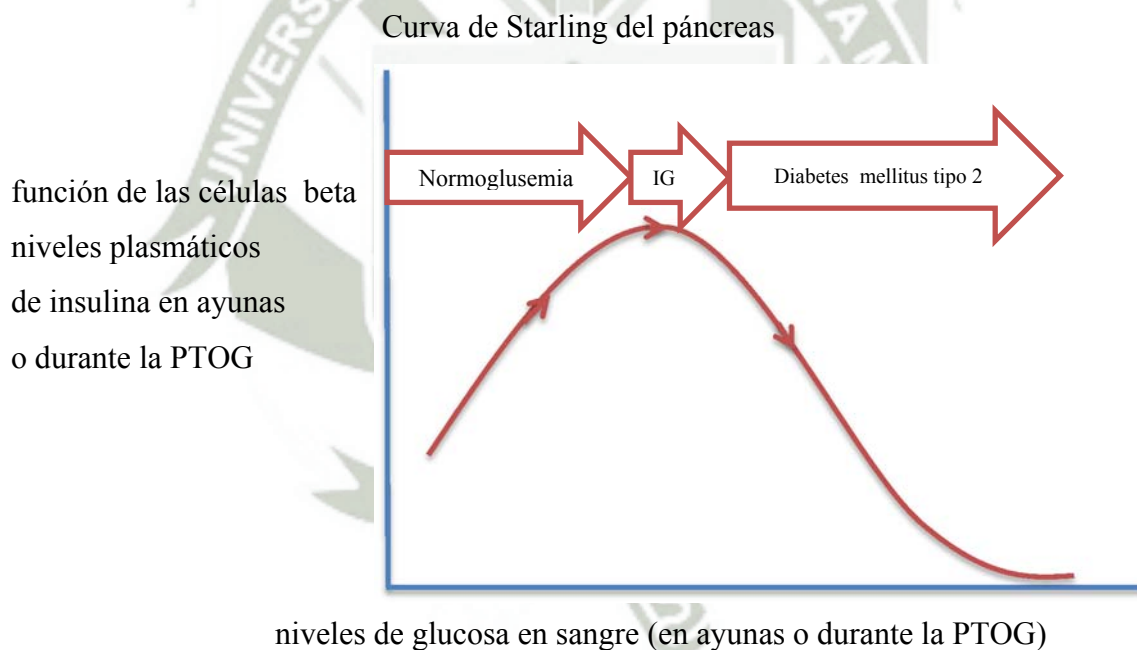 UNIVERS
Curva de Starling del páncreas
Normoglusemia
IG
Diabetes mellitus tipo 2
función de las células beta
niveles plasmáticos
de insulina en ayunas
o durante la PTOG
niveles de glucosa en sangre (en ayunas o durante la PTOG)